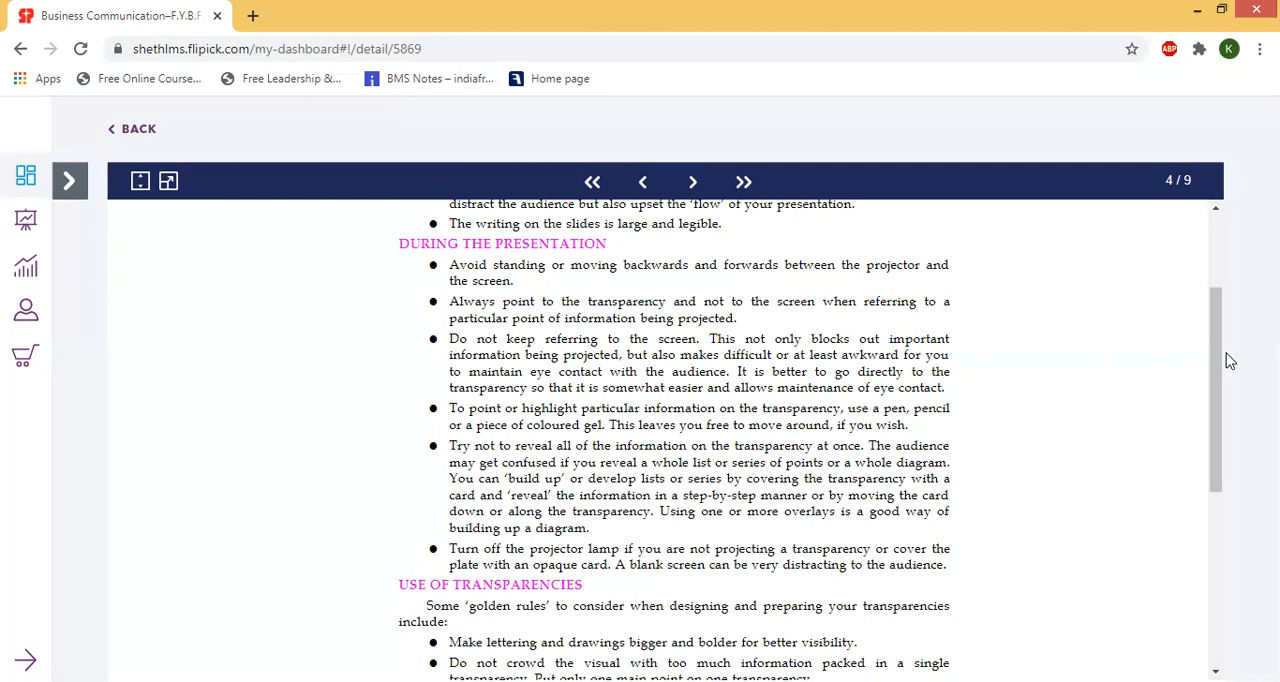 Business Communication–F.Y.B.F
shethlms.flipick.com/my-dashboard#!/detail/5869
ABP
K
Apps
Free Online Course...
Free Leadership &...
BMS Notes – indiafr...
Home page
BACK
4 / 9
distract the audience but also upset the ‘flow’ of your presentation.
● The writing on the slides is large and legible.
DURING THE PRESENTATION
● Avoid standing or moving backwards and forwards between the projector and
the screen.
● Always point to the transparency and not to the screen when referring to a
particular point of information being projected.
● Do not keep referring to the screen. This not only blocks out important
information being projected, but also makes difficult or at least awkward for you
to maintain eye contact with the audience. It is better to go directly to the
transparency so that it is somewhat easier and allows maintenance of eye contact.
● To point or highlight particular information on the transparency, use a pen, pencil
or a piece of coloured gel. This leaves you free to move around, if you wish.
● Try not to reveal all of the information on the transparency at once. The audience
may get confused if you reveal a whole list or series of points or a whole diagram.
You can ‘build up’ or develop lists or series by covering the transparency with a
card and ‘reveal’ the information in a step-by-step manner or by moving the card
down or along the transparency. Using one or more overlays is a good way of
building up a diagram.
● Turn off the projector lamp if you are not projecting a transparency or cover the
plate with an opaque card. A blank screen can be very distracting to the audience.
USE OF TRANSPARENCIES
Some ‘golden rules’ to consider when designing and preparing your transparencies
include:
● Make lettering and drawings bigger and bolder for better visibility.
● Do not crowd the visual with too much information packed in a single
transparency. Put only one main point on one transparency.